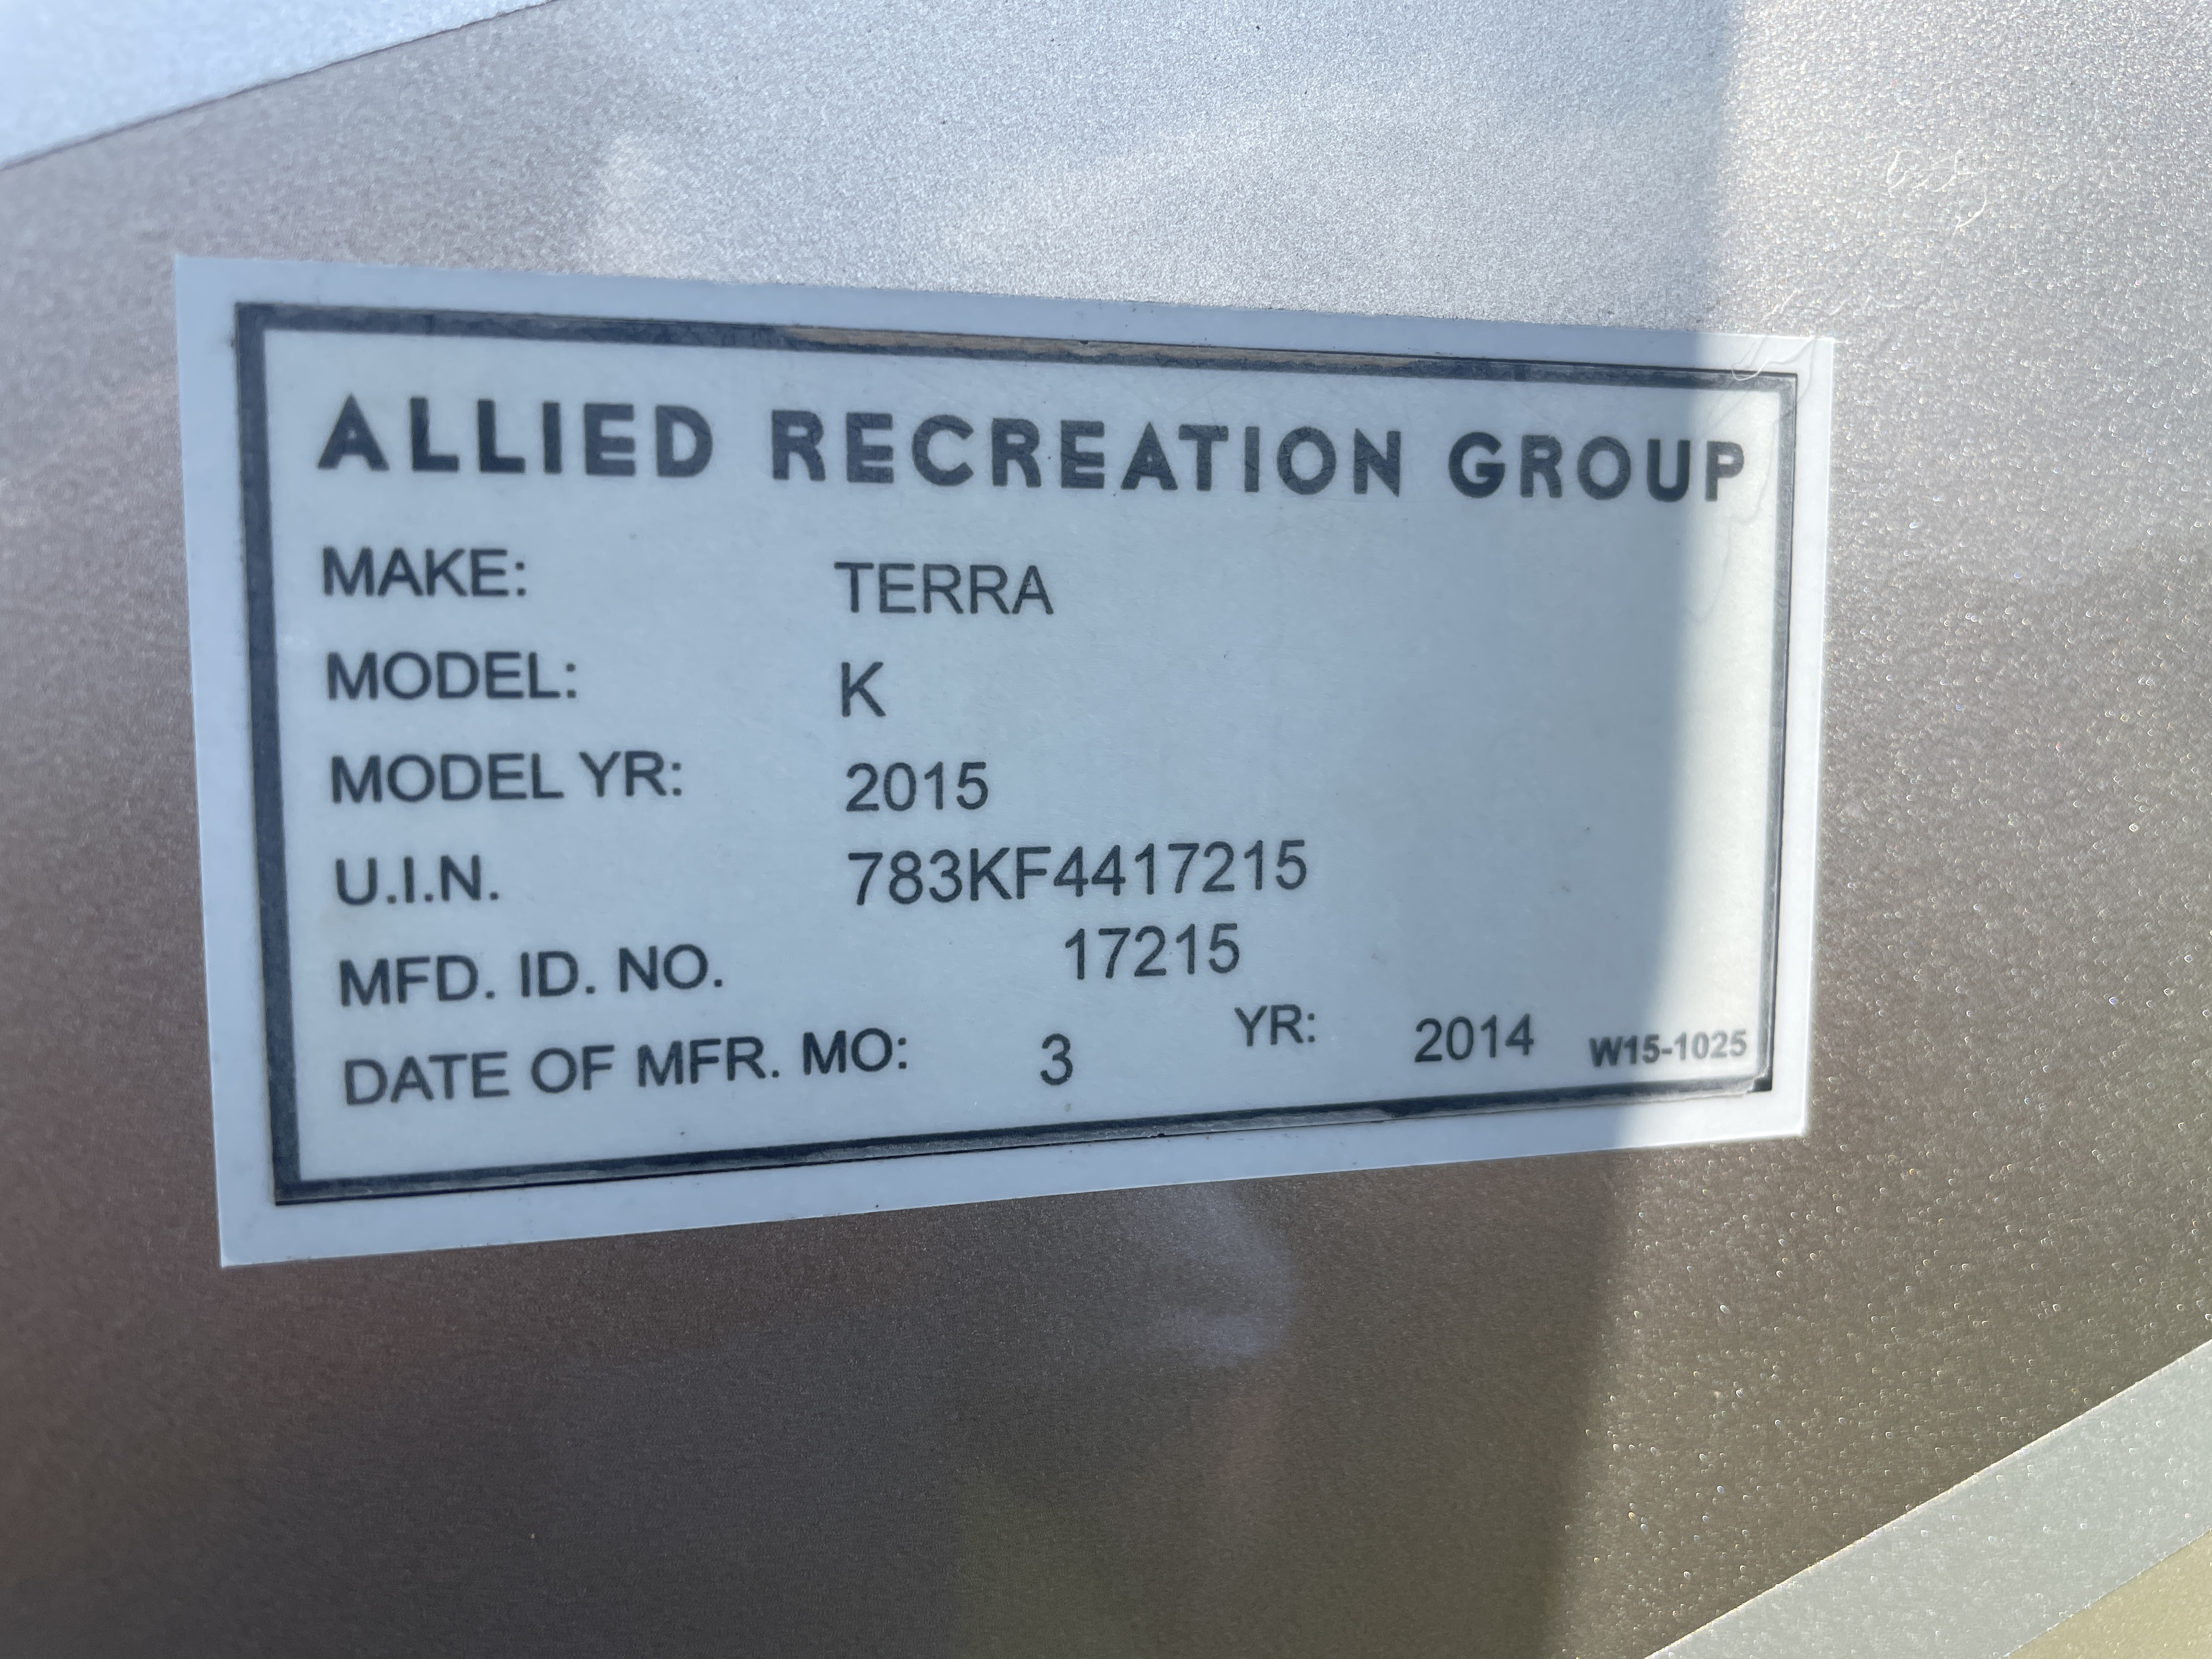 ALLIED RECREATION GROUP
MAKE: TERRA
MODEL: K
MODEL YR: 2015
U.I.N. 783KF4417215
MFD. ID. NO. 17215
DATE OF MFR. MO: 3 YR: 2014 W15-1025